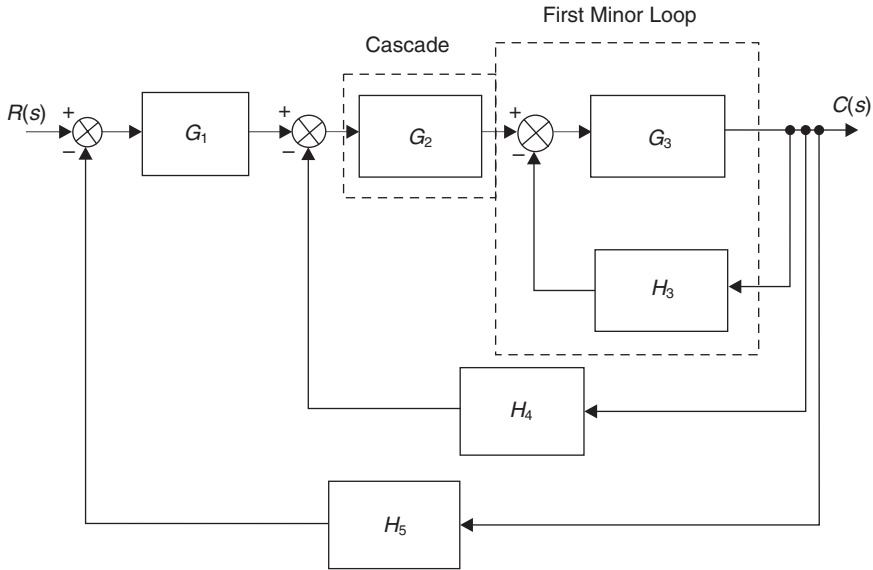 First Minor Loop
Cascade
R(s)
+
−
G₁
+
−
G₂
+
−
G₃
C(s)
H₃
H₄
H₅